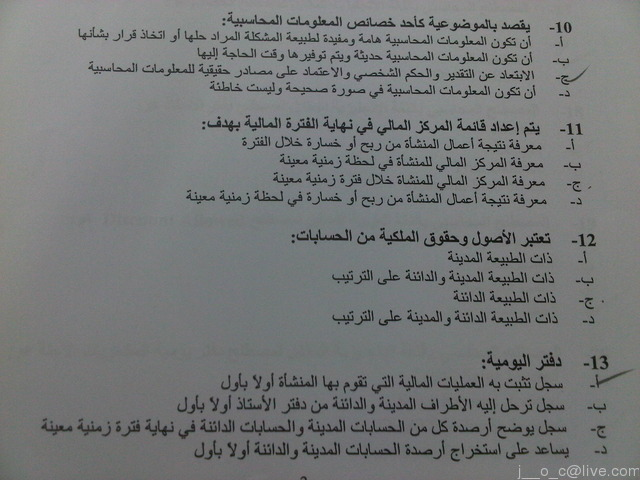 10- يقصد بالموضوعية كأحد خصائص المعلومات المحاسبية:
أ- أن تكون المعلومات المحاسبية هامة ومفيدة لطبيعة المشكلة المراد حلها أو اتخاذ قرار بشأنها
ب- أن تكون المعلومات المحاسبية حديثة ويتم توفيرها وقت الحاجة إليها
ج- الابتعاد عن التقدير والحكم الشخصي والاعتماد على مصادر حقيقية للمعلومات المحاسبية
د- أن تكون المعلومات المحاسبية في صورة صحيحة وليست خاطئة
11- يتم إعداد قائمة المركز المالي في نهاية الفترة المالية بهدف:
أ- معرفة نتيجة أعمال المنشأة من ربح أو خسارة خلال الفترة
ب- معرفة المركز المالي للمنشأة في لحظة زمنية معينة
ج- معرفة المركز المالي للمنشاة خلال فترة زمنية معينة
د- معرفة نتيجة أعمال المنشأة من ربح أو خسارة في لحظة زمنية معينة
12- تعتبر الأصول وحقوق الملكية من الحسابات:
أ- ذات الطبيعة المدينة
ب- ذات الطبيعة المدينة والدائنة على الترتيب
ج- ذات الطبيعة الدائنة
د- ذات الطبيعة الدائنة والمدينة على الترتيب
13- دفتر اليومية:
أ- سجل تثبت به العمليات المالية التي تقوم بها المنشأة أولاً بأول
ب- سجل ترحل إليه الأطراف المدينة والدائنة من دفتر الأستاذ أولاً بأول
ج- سجل يوضح أرصدة كل من الحسابات المدينة والحسابات الدائنة في نهاية فترة زمنية معينة
د- يساعد على استخراج أرصدة الحسابات المدينة والدائنة أولاً بأول
j__o_c@live.com